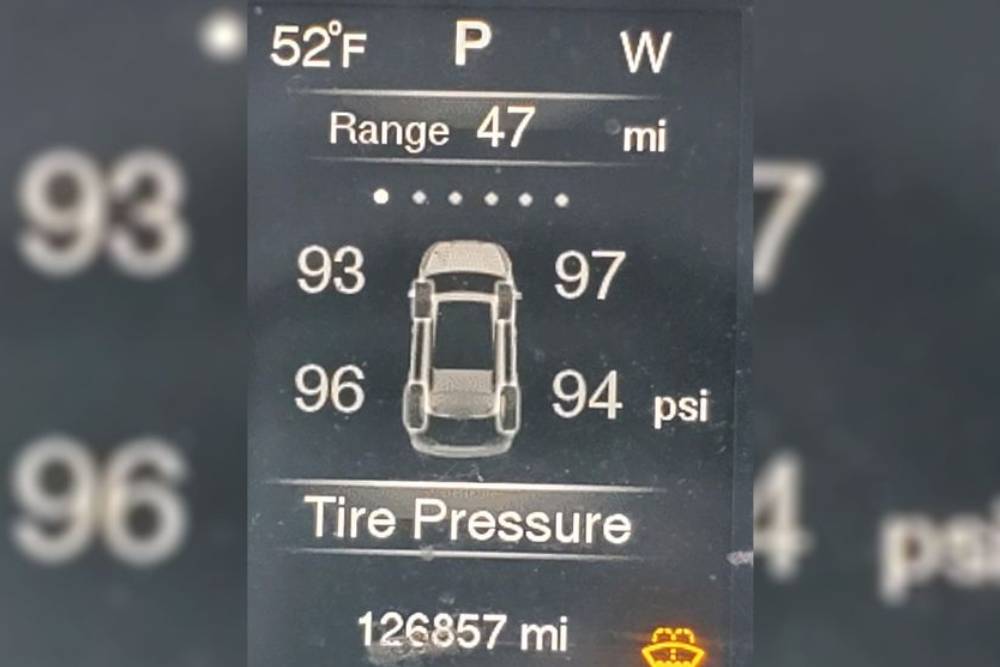 52°F P W
Range 47 mi
93 97
96 94 psi
Tire Pressure
126857 mi